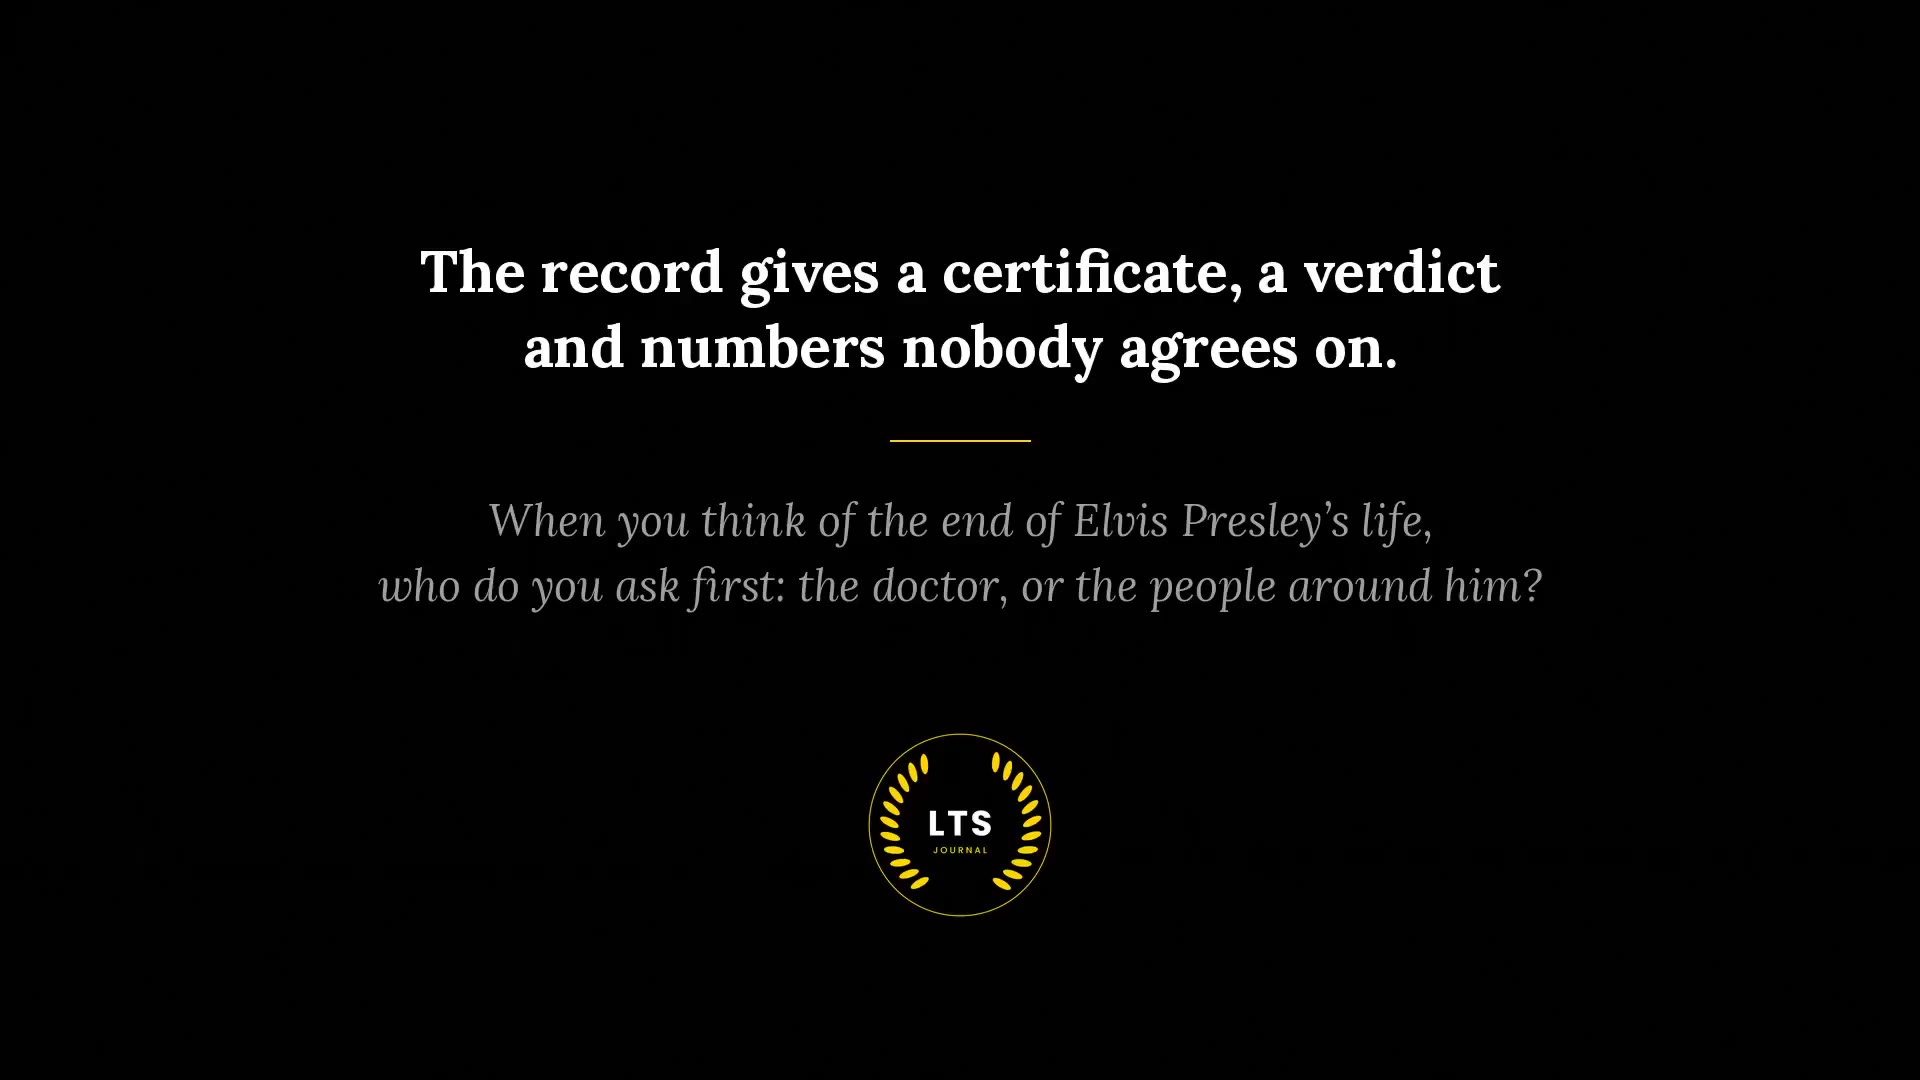 The record gives a certificate, a verdict
and numbers nobody agrees on.
When you think of the end of Elvis Presley’s life,
who do you ask first: the doctor, or the people around him?
LTS
JOURNAL